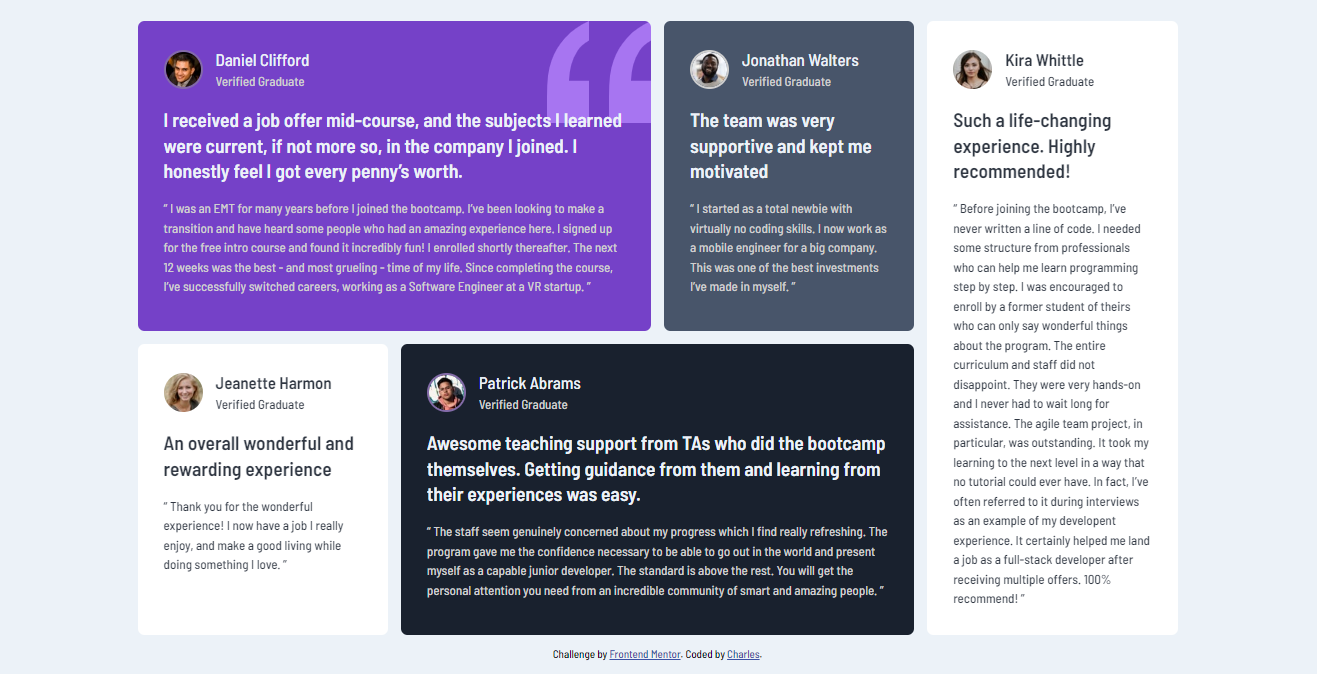 Daniel Clifford
Verified Graduate
I received a job offer mid-course, and the subjects I learned
were current, if not more so, in the company I joined. I
honestly feel I got every penny’s worth.
“ I was an EMT for many years before I joined the bootcamp. I’ve been looking to make a
transition and have heard some people who had an amazing experience here. I signed up
for the free intro course and found it incredibly fun! I enrolled shortly thereafter. The next
12 weeks was the best - and most grueling - time of my life. Since completing the course,
I’ve successfully switched careers, working as a Software Engineer at a VR startup. ”
Jonathan Walters
Verified Graduate
The team was very
supportive and kept me
motivated
“ I started as a total newbie with
virtually no coding skills. I now work as
a mobile engineer for a big company.
This was one of the best investments
I’ve made in myself. ”
Kira Whittle
Verified Graduate
Such a life-changing
experience. Highly
recommended!
“ Before joining the bootcamp, I’ve
never written a line of code. I needed
some structure from professionals
who can help me learn programming
step by step. I was encouraged to
enroll by a former student of theirs
who can only say wonderful things
about the program. The entire
curriculum and staff did not
disappoint. They were very hands-on
and I never had to wait long for
assistance. The agile team project, in
particular, was outstanding. It took my
learning to the next level in a way that
no tutorial could ever have. In fact, I’ve
often referred to it during interviews
as an example of my developent
experience. It certainly helped me land
a job as a full-stack developer after
receiving multiple offers. 100%
recommend! ”
Jeanette Harmon
Verified Graduate
An overall wonderful and
rewarding experience
“ Thank you for the wonderful
experience! I now have a job I really
enjoy, and make a good living while
doing something I love. ”
Patrick Abrams
Verified Graduate
Awesome teaching support from TAs who did the bootcamp
themselves. Getting guidance from them and learning from
their experiences was easy.
“ The staff seem genuinely concerned about my progress which I find really refreshing. The
program gave me the confidence necessary to be able to go out in the world and present
myself as a capable junior developer. The standard is above the rest. You will get the
personal attention you need from an incredible community of smart and amazing people. ”
Challenge by Frontend Mentor. Coded by Charles.